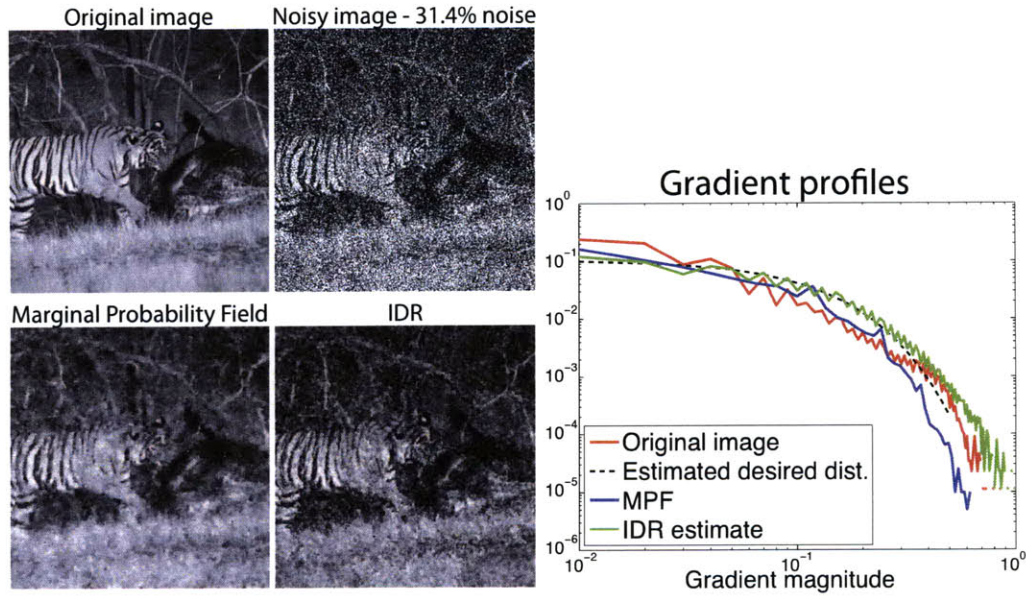 Original image
Noisy image - 31.4% noise
Marginal Probability Field
IDR
Gradient profiles
10^0
10^-1
10^-2
10^-3
10^-4
10^-5
10^-6
Original image
Estimated desired dist.
MPF
IDR estimate
10^-2
10^-1
10^0
Gradient magnitude